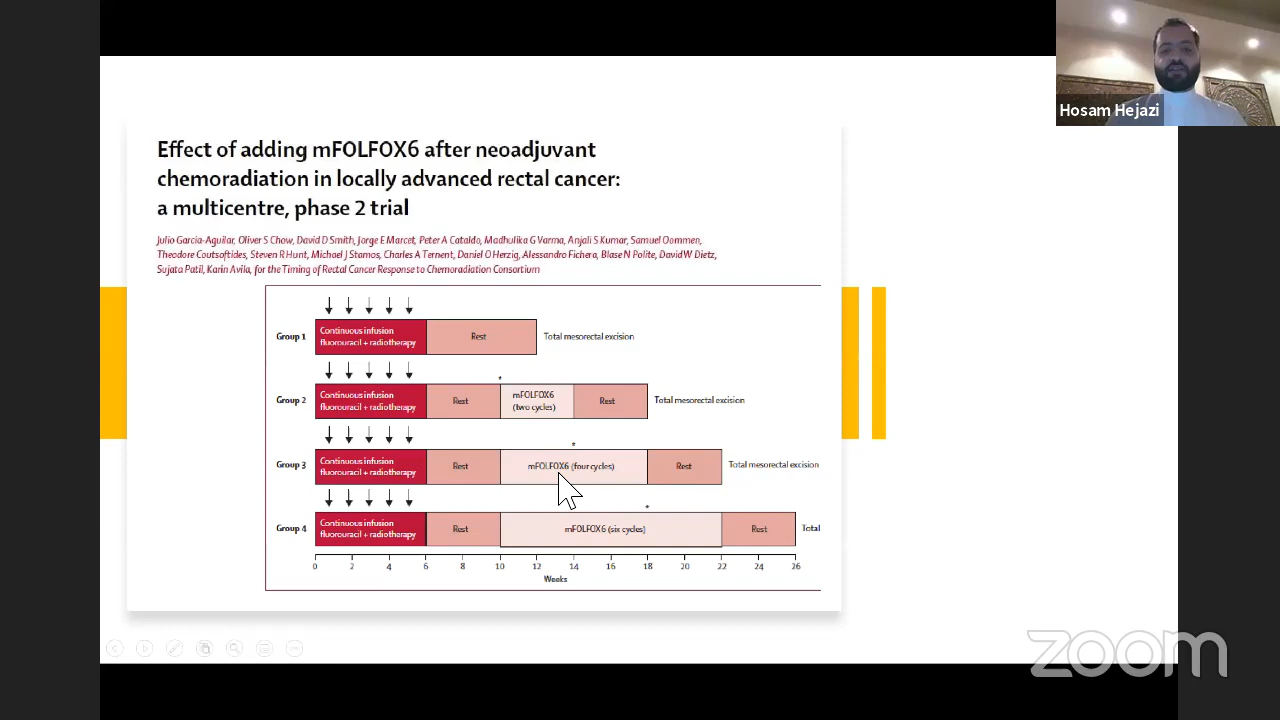 Hosam Hejazi
Effect of adding mFOLFOX6 after neoadjuvant
chemoradiation in locally advanced rectal cancer:
a multicentre, phase 2 trial
Julio Garcia-Aguilar, Oliver S Chow, David D Smith, Jorge E Marcet, Peter A Cataldo, Madhulika G Varma, Anjali S Kumar, Samuel Oommen,
Theodore Coutsoftides, Steven R Hunt, Michael J Stamos, Charles A Ternent, Daniel O Herzig, Alessandro Fichera, Blase N Polite, David W Dietz,
Sujata Patil, Karin Avila, for the Timing of Rectal Cancer Response to Chemoradiation Consortium
Group 1
Continuous infusion
fluorouracil + radiotherapy
Rest
Total mesorectal excision
*
Group 2
Continuous infusion
fluorouracil + radiotherapy
Rest
mFOLFOX6
(two cycles)
Rest
Total mesorectal excision
*
Group 3
Continuous infusion
fluorouracil + radiotherapy
Rest
mFOLFOX6 (four cycles)
Rest
Total mesorectal excision
*
Group 4
Continuous infusion
fluorouracil + radiotherapy
Rest
mFOLFOX6 (six cycles)
Rest
Total
0 2 4 6 8 10 12 14 16 18 20 22 24 26
Weeks
zoom